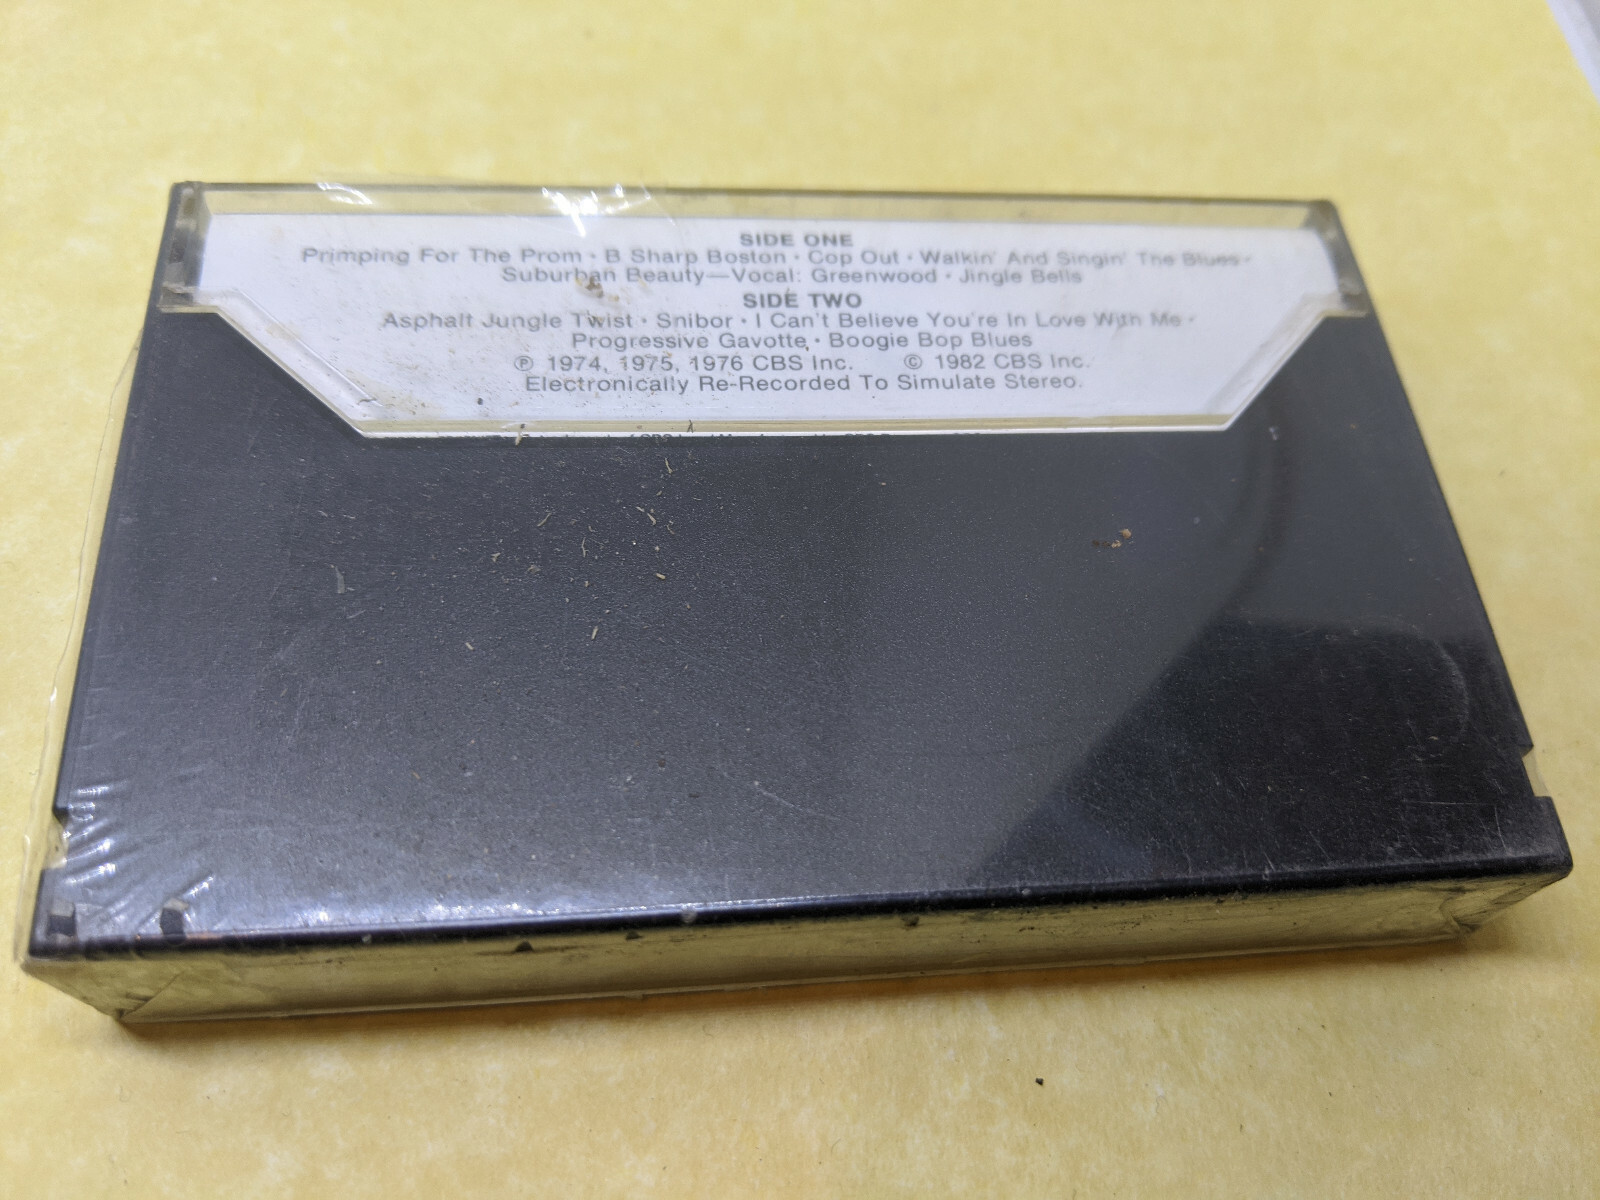 SIDE ONE
Primping For The Prom · B Sharp Boston · Cop Out · Walkin' And Singin' The Blues ·
Suburban Beauty—Vocal: Greenwood · Jingle Bells
SIDE TWO
Asphalt Jungle Twist · Snibor · I Can't Believe You're In Love With Me ·
Progressive Gavotte · Boogie Bop Blues
℗ 1974, 1975, 1976 CBS Inc. © 1982 CBS Inc.
Electronically Re-Recorded To Simulate Stereo.